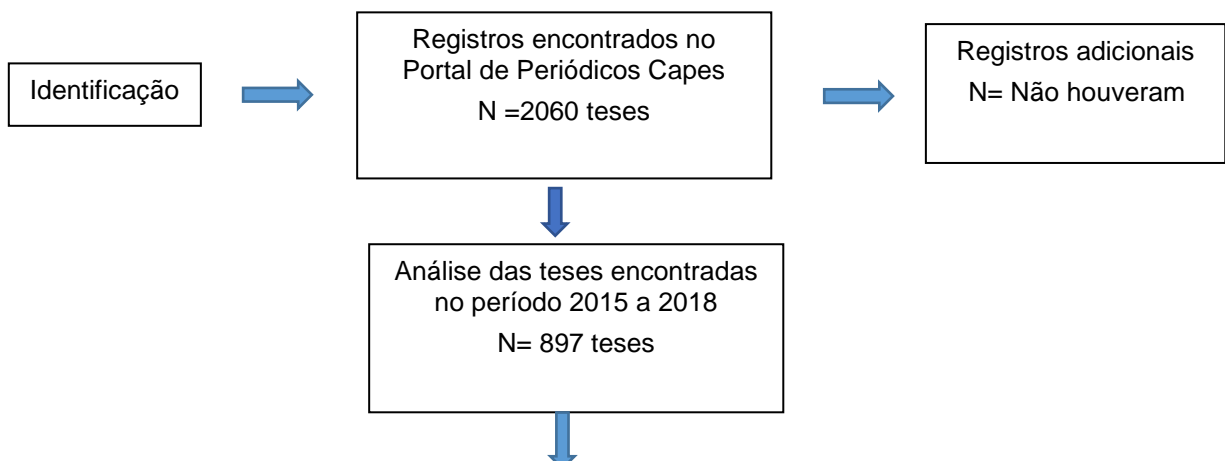 Identificação
Registros encontrados no
Portal de Periódicos Capes
N =2060 teses
Registros adicionais
N= Não houveram
Análise das teses encontradas
no período 2015 a 2018
N= 897 teses